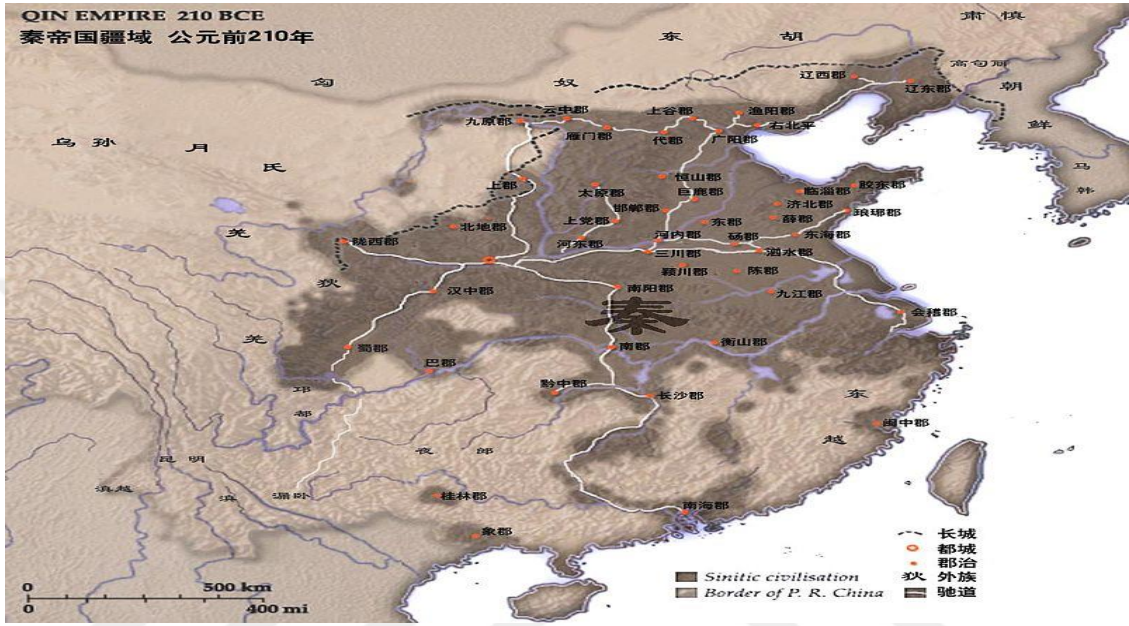 QIN EMPIRE 210 BCE
秦帝国疆域 公元前210年
肃 慎
东 胡
匈 奴
高句丽
朝
鲜
马
韩
辽西郡
辽东郡
云中郡
九原郡
上谷郡
渔阳郡
雁门郡
代郡
广阳郡
右北平
乌孙
月
氏
上郡
太原郡
恒山郡
巨鹿郡
临淄郡
胶东郡
邯郸郡
济北郡
琅琊郡
薛郡
北地郡
上党郡
东郡
羌
陇西郡
河东郡
河内郡
砀郡
东海郡
三川郡
泗水郡
颍川郡
陈郡
狄
汉中郡
南阳郡
九江郡
秦
会稽郡
羌
蜀郡
巴郡
南郡
衡山郡
邛
都
黔中郡
长沙郡
东
越
闽中郡
夜 郎
昆 明
滇越
滇
漏卧
桂林郡
南海郡
象郡
长城
都城
郡治
狄 外族
驰道
Sinitic civilisation
Border of P. R. China
0 500 km
0 400 mi